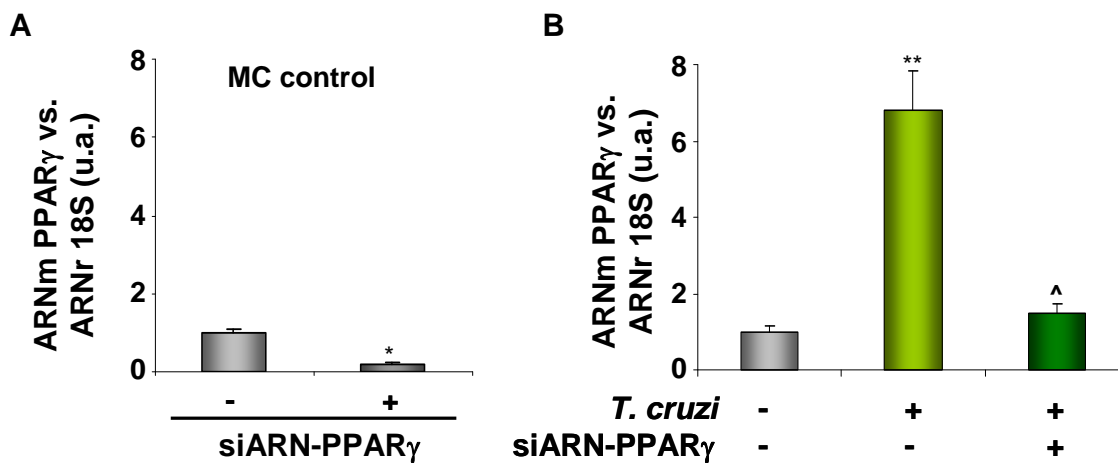 A
ARNm PPARγ vs.
ARNr 18S (u.a.)
8
6
4
2
0
MC control
*
- +
siARN-PPARγ
B
ARNm PPARγ vs.
ARNr 18S (u.a.)
8
6
4
2
0
**
^
T. cruzi - + +
siARN-PPARγ - - +